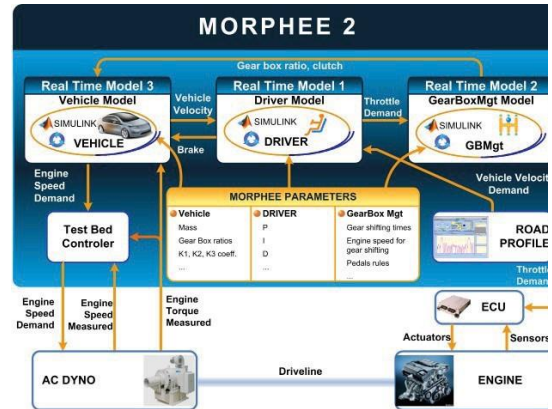 MORPHEE 2
Gear box ratio, clutch
Real Time Model 3
Vehicle Model
SIMULINK
VEHICLE
Vehicle
Velocity
Brake
Real Time Model 1
Driver Model
SIMULINK
DRIVER
Throttle
Demand
Real Time Model 2
GearBoxMgt Model
SIMULINK
GBMgt
Engine
Speed
Demand
Vehicle Velocity
Demand
MORPHEE PARAMETERS
Vehicle
Mass
Gear Box ratios
K1, K2, K3 coeff.
...
DRIVER
P
I
D
...
GearBox Mgt
Gear shifting times
Engine speed for
gear shifting
Pedals rules
...
Test Bed
Controler
ROAD
PROFILE
Throttle
Demand
Engine
Speed
Demand
Engine
Speed
Measured
Engine
Torque
Measured
ECU
Actuators
Sensors
AC DYNO
Driveline
ENGINE